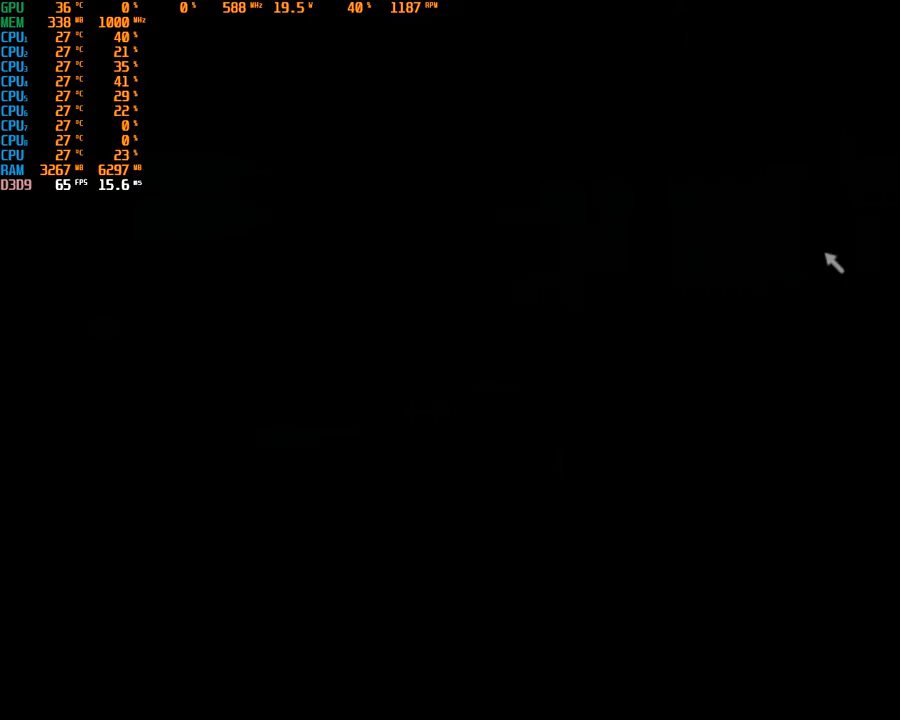 GPU 36 °C 0 % 0 % 588 MHz 19.5 W 40 % 1187 RPM
MEM 338 MB 1000 MHz
CPU1 27 °C 40 %
CPU2 27 °C 21 %
CPU3 27 °C 35 %
CPU4 27 °C 41 %
CPU5 27 °C 29 %
CPU6 27 °C 22 %
CPU7 27 °C 0 %
CPU8 27 °C 0 %
CPU 27 °C 23 %
RAM 3267 MB 6297 MB
D3D9 65 FPS 15.6 ms